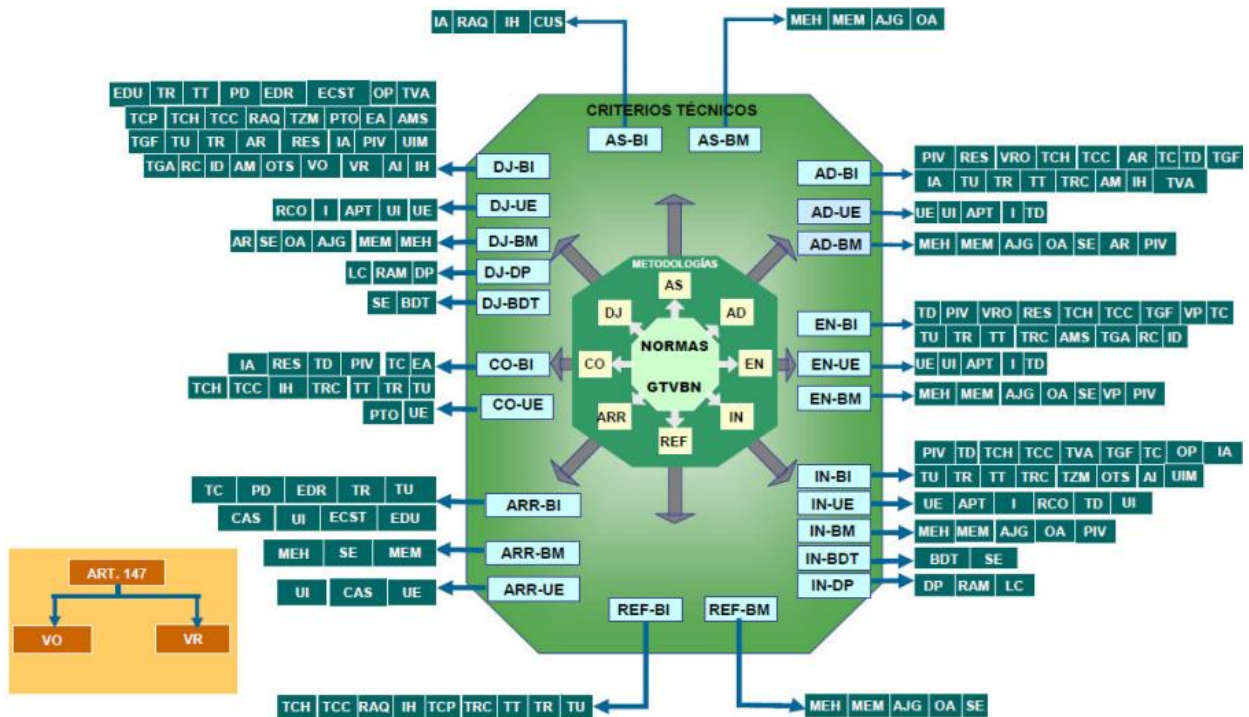 IA RAQ IH CUS
MEH MEM AJG OA
CRITERIOS TÉCNICOS
AS-BI
AS-BM
EDU TR TT PD EDR ECST OP TVA
TCP TCH TCC RAQ TZM PTO EA AMS
TGF TU TR AR RES IA PIV UIM
TGA RC ID AM OTS VO VR AI IH
DJ-BI
RCO I APT UI UE
DJ-UE
AR SE OA AJG MEM MEH
DJ-BM
LC RAM DP
DJ-DP
SE BDT
DJ-BDT
IA RES TD PIV TC EA
CO-BI
TCH TCC IH TRC TT TR TU
PTO UE
CO-UE
TC PD EDR TR TU
CAS UI ECST EDU
ARR-BI
MEH SE MEM
ARR-BM
UI CAS UE
ARR-UE
METODOLOGÍAS
AS
DJ
AD
NORMAS
CO
EN
GTVBN
ARR
IN
REF
AD-BI
PIV RES VRO TCH TCC AR TC TD TGF
IA TU TR TT TRC AM IH TVA
AD-UE
UE UI APT I TD
AD-BM
MEH MEM AJG OA SE AR PIV
EN-BI
TD PIV VRO RES TCH TCC TGF VP TC
TU TR TT TRC AMS TGA RC ID
EN-UE
UE UI APT I TD
EN-BM
MEH MEM AJG OA SE VP PIV
PIV TD TCH TCC TVA TGF TC OP IA
IN-BI
TU TR TT TRC TZM OTS AI UIM
IN-UE
UE APT I RCO TD UI
IN-BM
MEH MEM AJG OA PIV
IN-BDT
BDT SE
IN-DP
DP RAM LC
REF-BI
REF-BM
TCH TCC RAQ IH TCP TRC TT TR TU
MEH MEM AJG OA SE
ART. 147
VO
VR